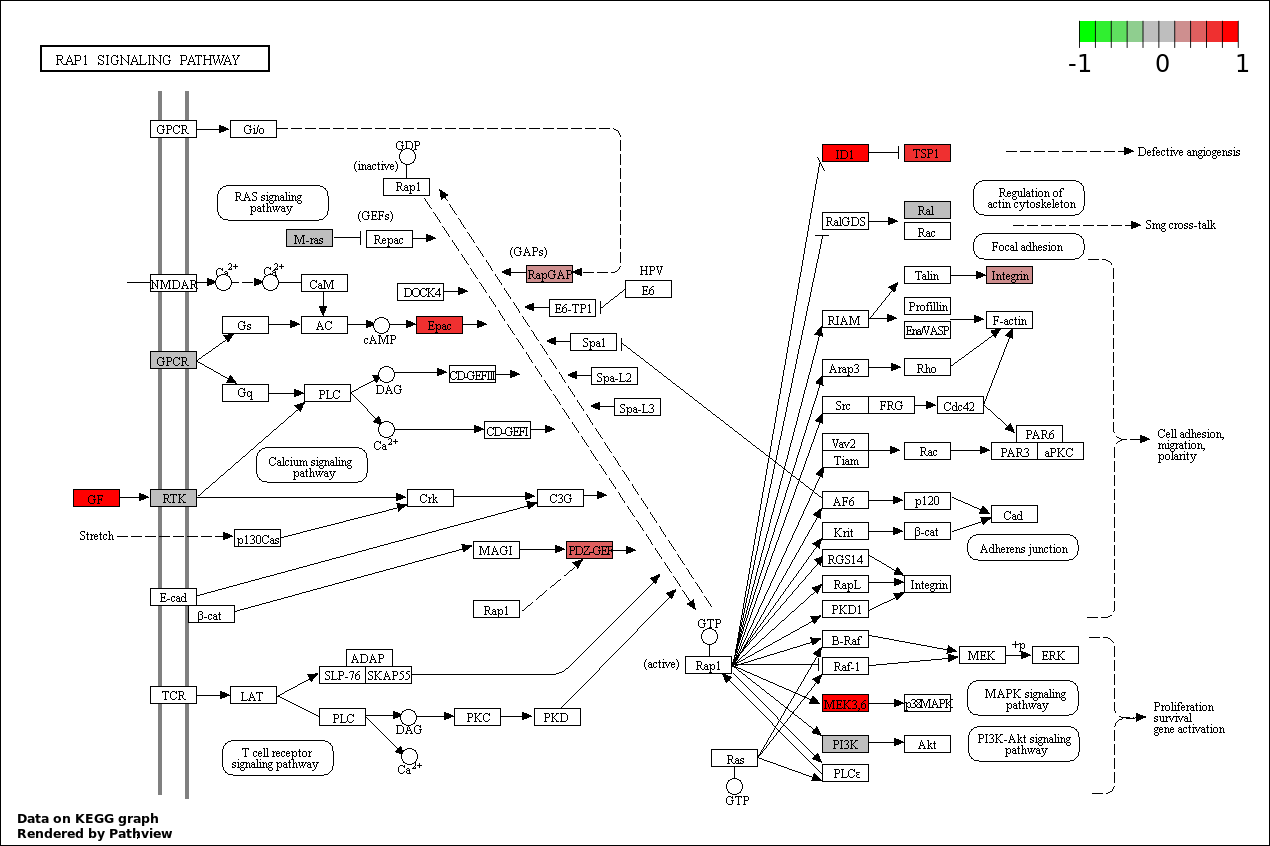 -1 0 1
RAP1 SIGNALING PATHWAY
GPCR
Gi/o
GDP
(inactive)
Rap1
RAS signaling
pathway
(GEFs)
M-ras
Repac
(GAPs)
RapGAP
HPV
E6
E6-TP1
NMDAR
Ca2+
Ca2+
CaM
DOCK4
Gs
AC
cAMP
Epac
Spa1
GPCR
Gq
PLC
DAG
CD-GEFIII
Spa-L2
Spa-L3
Ca2+
CD-GEFI
Calcium signaling
pathway
GF
RTK
Crk
C3G
Stretch
p130Cas
MAGI
PDZ-GEF
E-cad
β-cat
Rap1
GTP
(active)
Rap1
ADAP
SLP-76
SKAP55
TCR
LAT
PLC
DAG
PKC
PKD
Ca2+
T cell receptor
signaling pathway
Ras
GTP
ID1
TSP1
Defective angiogensis
Regulation of
actin cytoskeleton
RalGDS
Ral
Rac
Smg cross-talk
Focal adhesion
Talin
Integrin
RIAM
Profillin
Ena/VASP
F-actin
Arap3
Rho
Src
FRG
Cdc42
Vav2
Tiam
Rac
PAR6
PAR3
aPKC
Cell adhesion,
migration,
polarity
AF6
p120
Cad
Krit
β-cat
Adherens junction
RGS14
RapL
Integrin
PKD1
B-Raf
Raf-1
MEK
+p
ERK
MEK3,6
p38MAPK
MAPK signaling
pathway
PI3K
Akt
PI3K-Akt signaling
pathway
PLCε
Proliferation
survival
gene activation
Data on KEGG graph
Rendered by Pathview